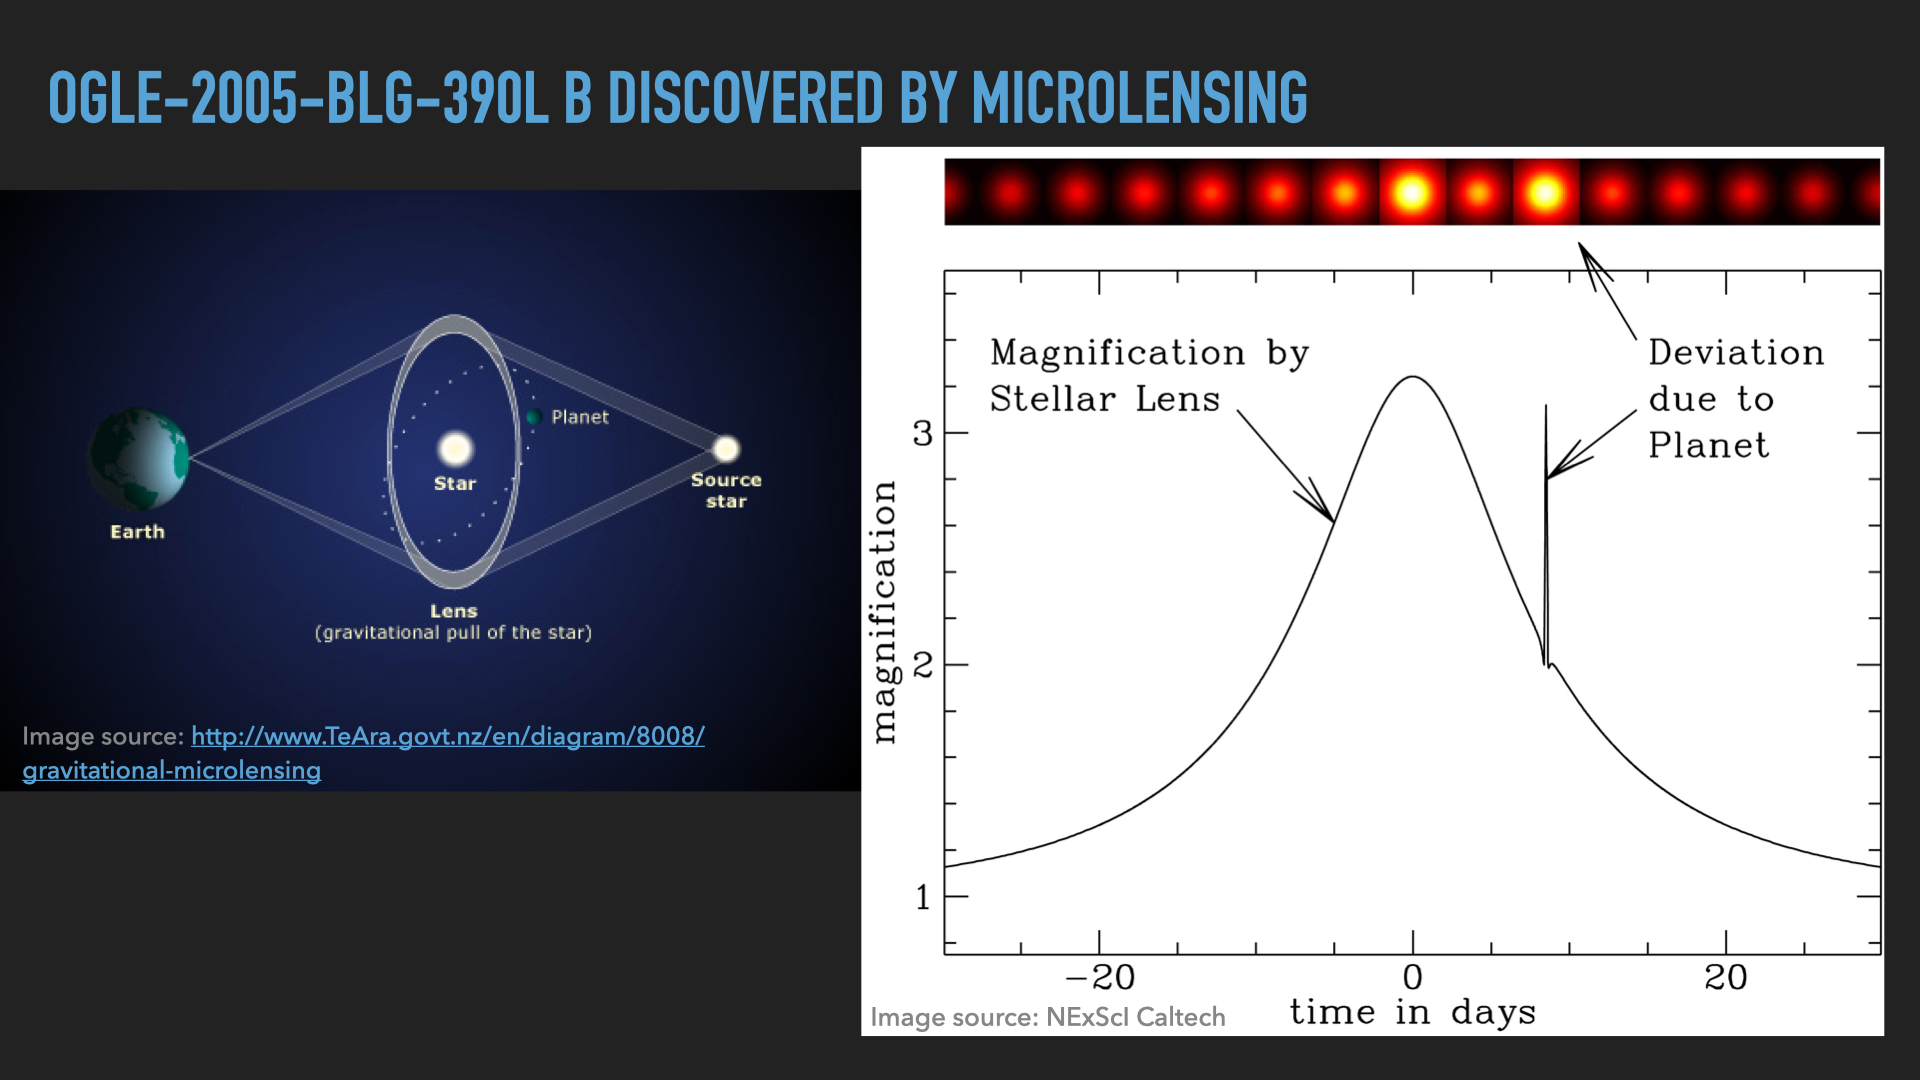 OGLE-2005-BLG-390L B DISCOVERED BY MICROLENSING
Planet
Star
Source
star
Earth
Lens
(gravitational pull of the star)
Image source: http://www.TeAra.govt.nz/en/diagram/8008/
gravitational-microlensing
Magnification by
Stellar Lens
Deviation
due to
Planet
magnification
3
2
1
−20
0
20
time in days
Image source: NExScI Caltech